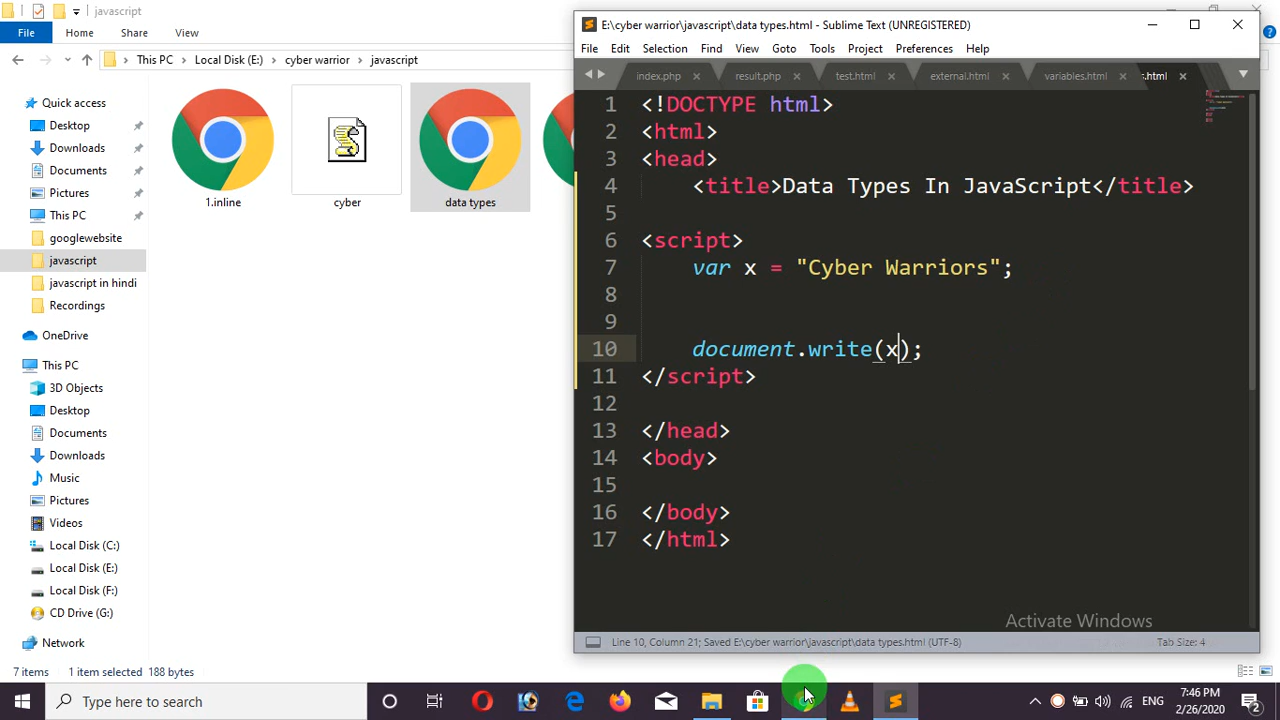 javascript
File
Home
Share
View
This PC
Local Disk (E:)
cyber warrior
javascript
Quick access
Desktop
Downloads
Documents
Pictures
This PC
googlewebsite
javascript
javascript in hindi
Recordings
OneDrive
This PC
3D Objects
Desktop
Documents
Downloads
Music
Pictures
Videos
Local Disk (C:)
Local Disk (E:)
Local Disk (F:)
CD Drive (G:)
Network
1.inline
cyber
data types
7 items
1 item selected 188 bytes
E:\cyber warrior\javascript\data types.html - Sublime Text (UNREGISTERED)
File Edit Selection Find View Goto Tools Project Preferences Help
index.php
result.php
test.html
external.html
variables.html
s.html
1 <!DOCTYPE html>
2 <html>
3 <head>
4 <title>Data Types In JavaScript</title>
5
6 <script>
7 var x = "Cyber Warriors";
8
9
10 document.write(x);
11 </script>
12
13 </head>
14 <body>
15
16 </body>
17 </html>
Activate Windows
Line 10, Column 21; Saved E:\cyber warrior\javascript\data types.html (UTF-8)
Tab Size: 4
Type here to search
ENG
7:46 PM
2/26/2020
2